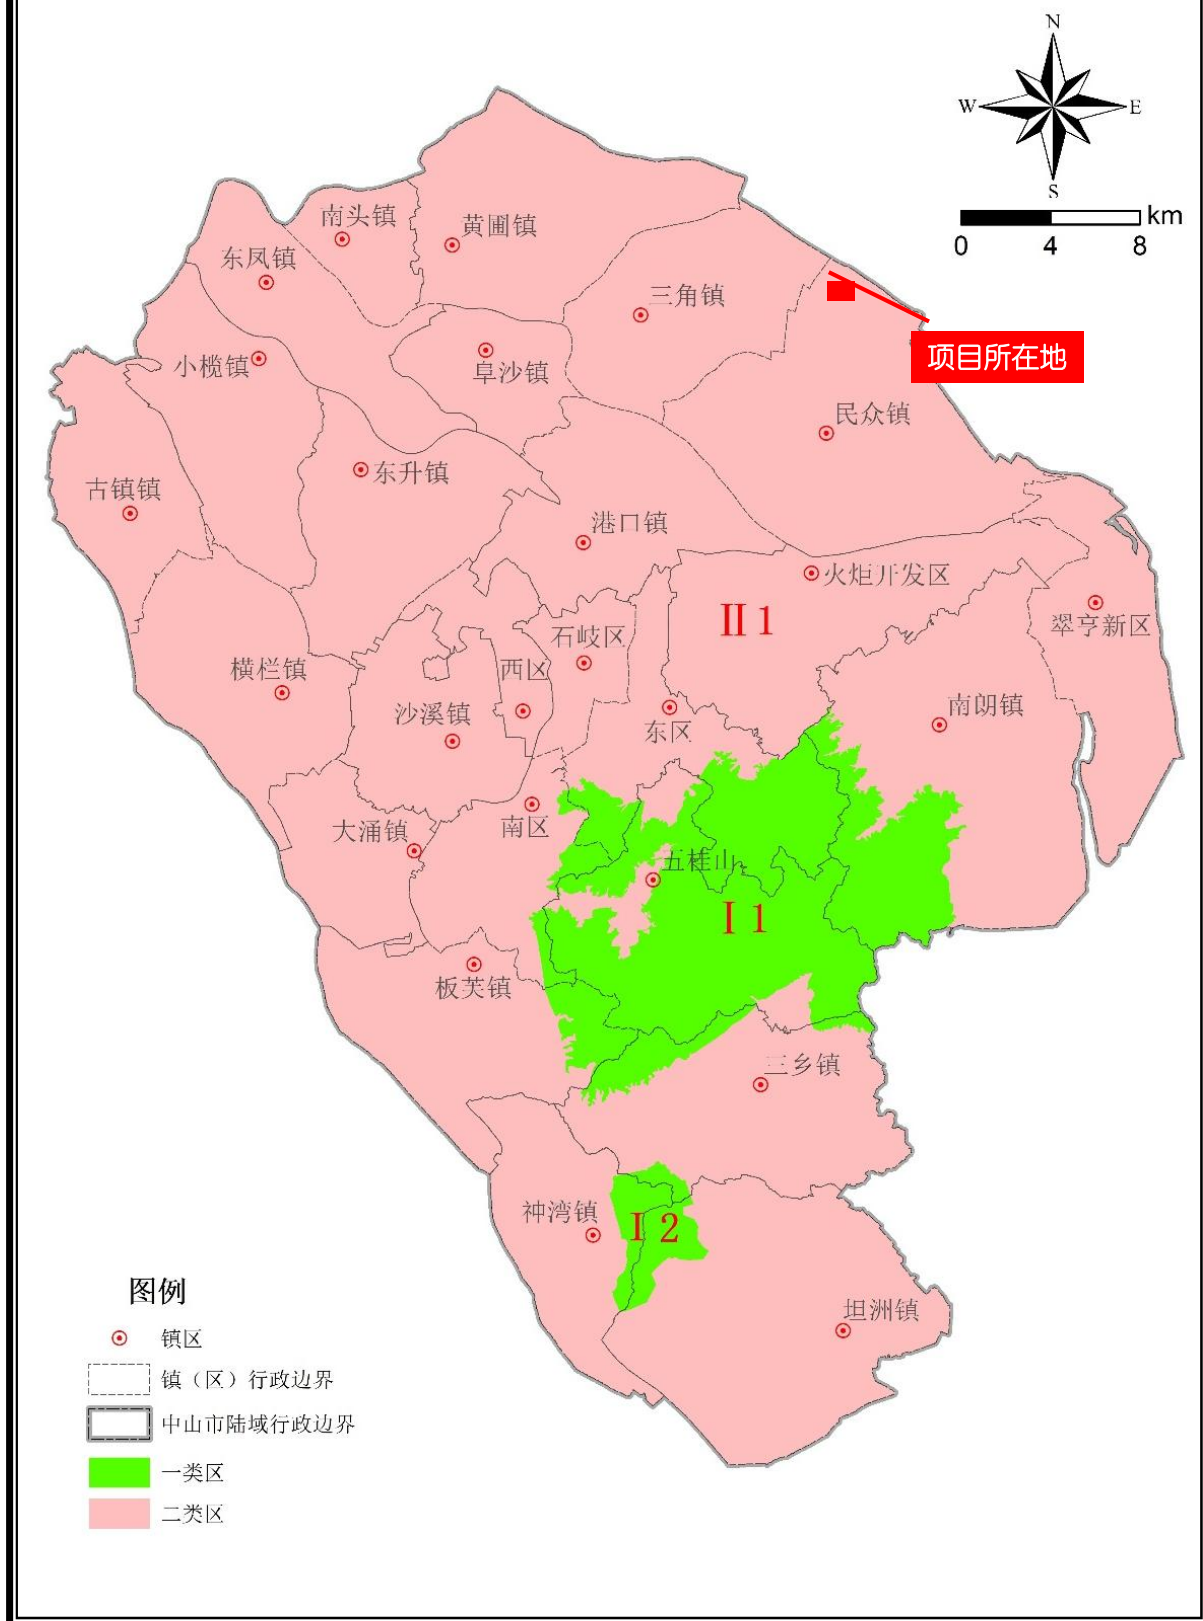 N
W
E
S
km
0
4
8
南头镇
黄圃镇
东凤镇
三角镇
项目所在地
小榄镇
阜沙镇
民众镇
东升镇
古镇镇
港口镇
火炬开发区
II 1
翠亨新区
石岐区
横栏镇
西区
沙溪镇
东区
南朗镇
大涌镇
南区
五桂山
I 1
板芙镇
三乡镇
神湾镇
I 2
坦洲镇
图例
镇区
镇（区）行政边界
中山市陆域行政边界
一类区
二类区